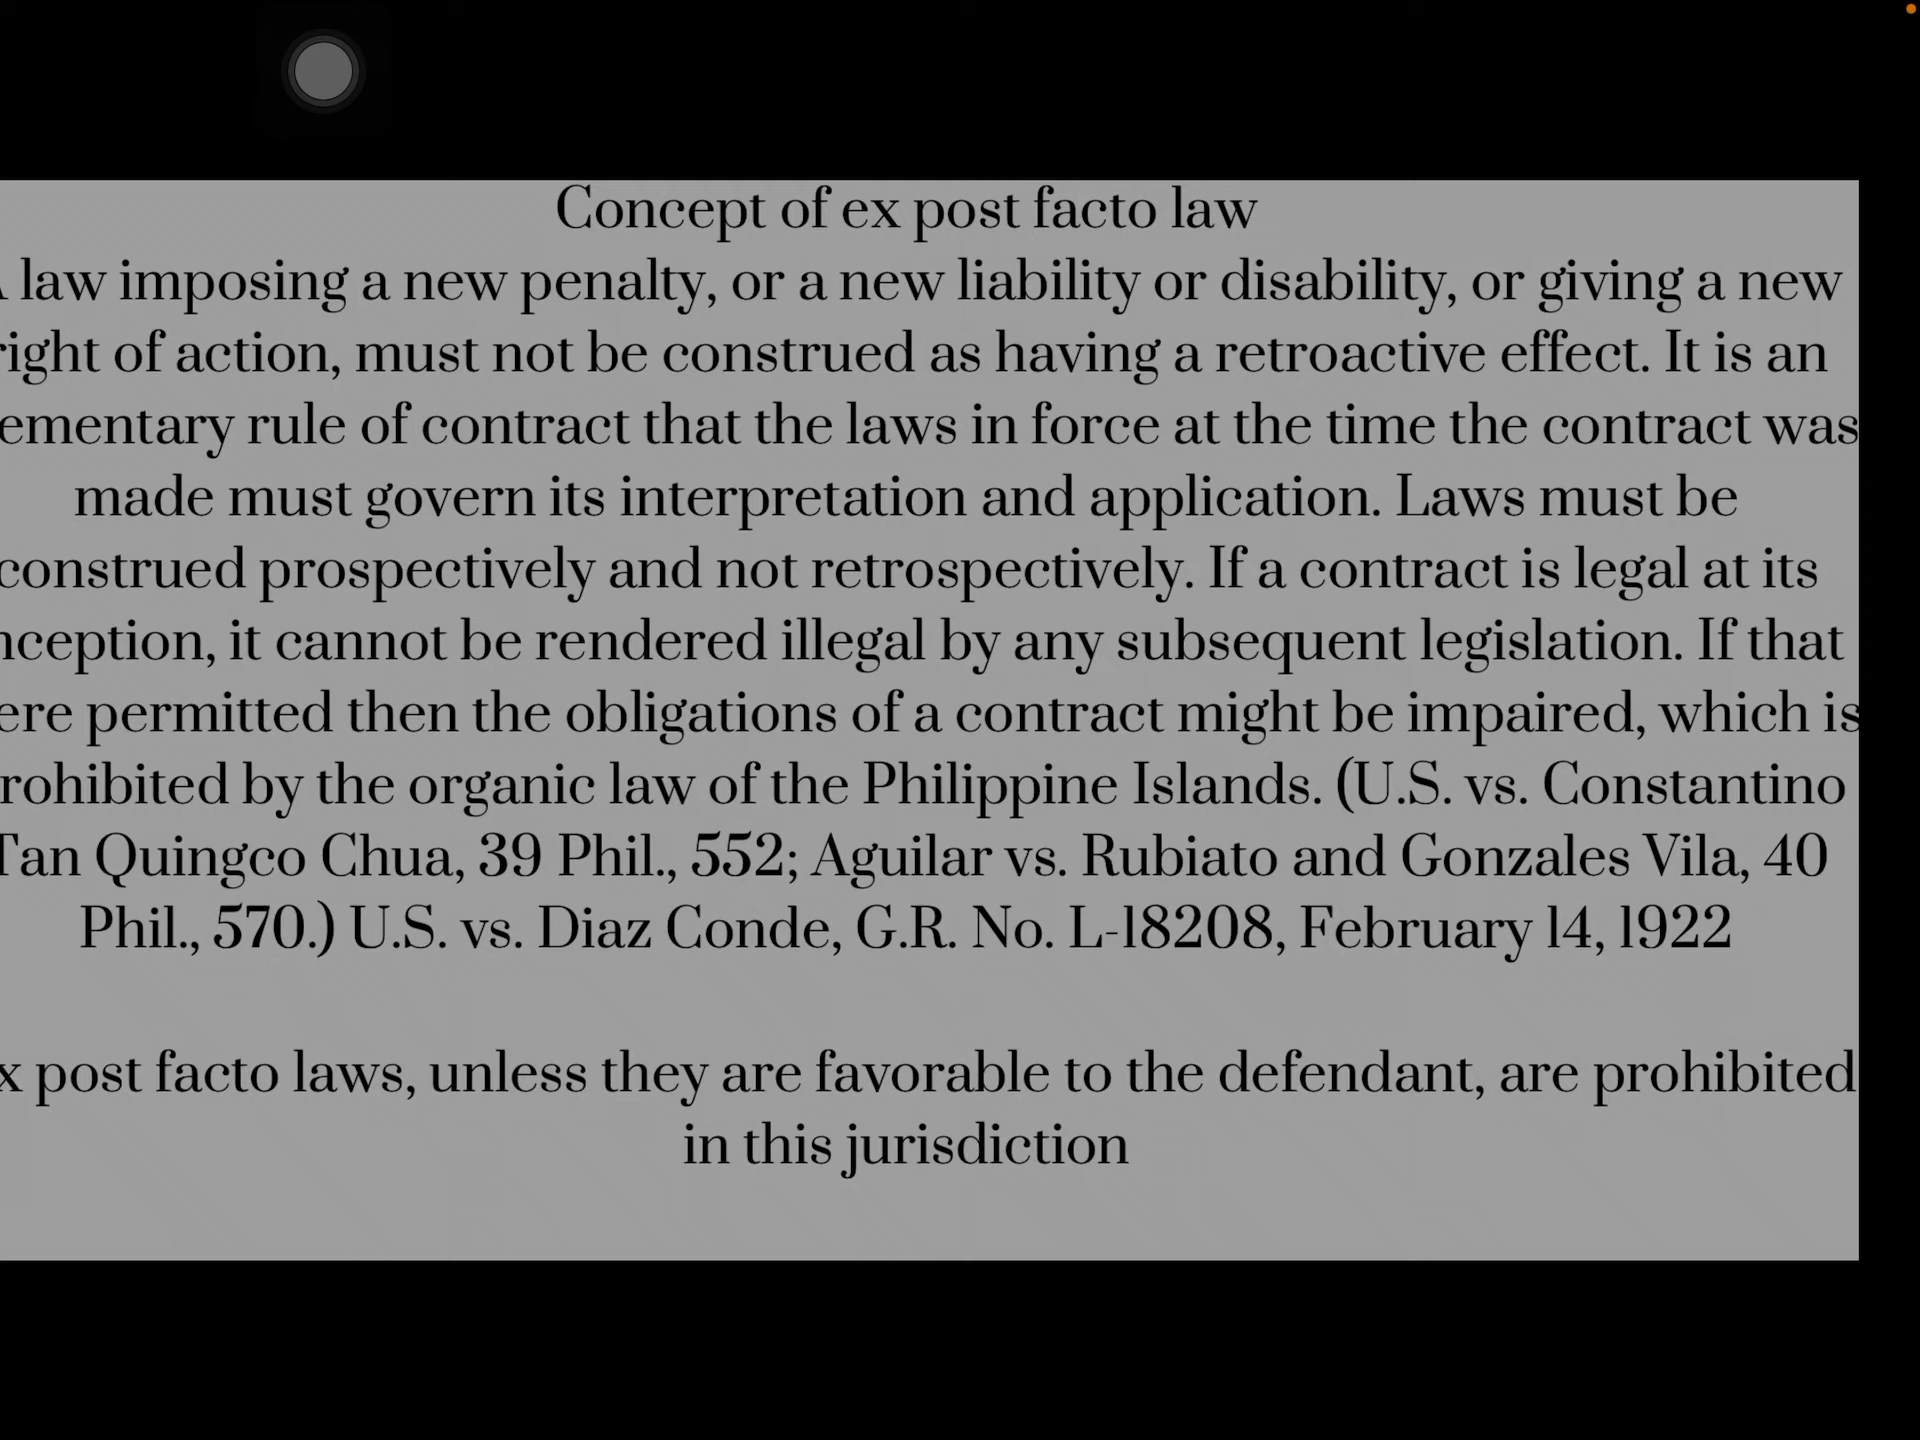 Concept of ex post facto law
A law imposing a new penalty, or a new liability or disability, or giving a new
right of action, must not be construed as having a retroactive effect. It is an
ementary rule of contract that the laws in force at the time the contract was
made must govern its interpretation and application. Laws must be
construed prospectively and not retrospectively. If a contract is legal at its
nception, it cannot be rendered illegal by any subsequent legislation. If that
ere permitted then the obligations of a contract might be impaired, which is
rohibited by the organic law of the Philippine Islands. (U.S. vs. Constantino
Tan Quingco Chua, 39 Phil., 552; Aguilar vs. Rubiato and Gonzales Vila, 40
Phil., 570.) U.S. vs. Diaz Conde, G.R. No. L-18208, February 14, 1922
x post facto laws, unless they are favorable to the defendant, are prohibited
in this jurisdiction